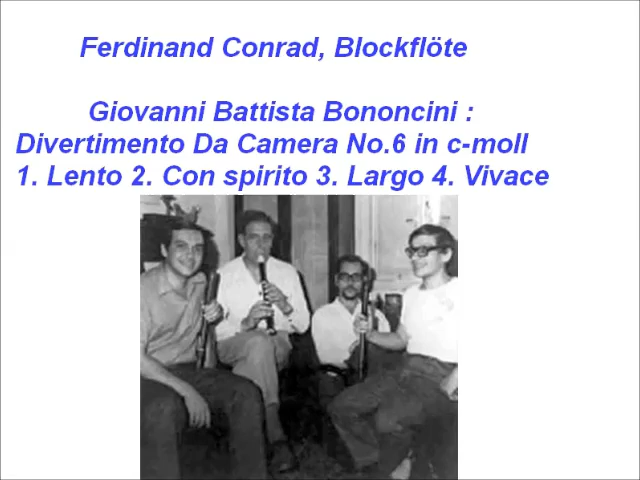 Ferdinand Conrad, Blockflöte
Giovanni Battista Bononcini :
Divertimento Da Camera No.6 in c-moll
1. Lento 2. Con spirito 3. Largo 4. Vivace